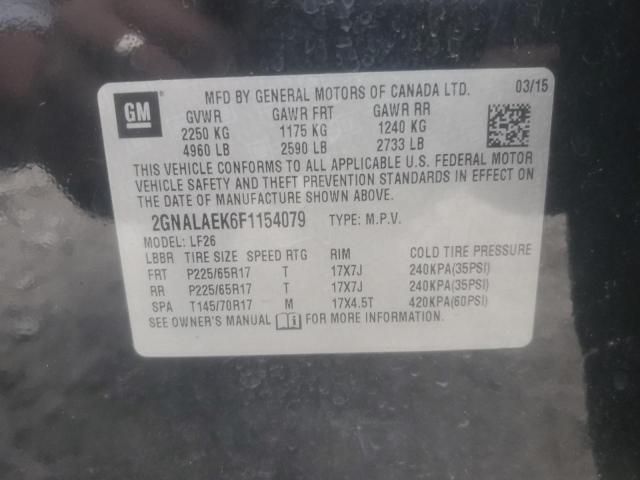 GM
MFD BY GENERAL MOTORS OF CANADA LTD. 03/15
GVWR GAWR FRT GAWR RR
2250 KG 1175 KG 1240 KG
4960 LB 2590 LB 2733 LB
THIS VEHICLE CONFORMS TO ALL APPLICABLE U.S. FEDERAL MOTOR
VEHICLE SAFETY AND THEFT PREVENTION STANDARDS IN EFFECT ON
THE DATE OF MANUFACTURE SHOWN ABOVE.
2GNALAEK6F1154079 TYPE: M.P.V.
MODEL: LF26
LBBR TIRE SIZE SPEED RTG RIM COLD TIRE PRESSURE
FRT P225/65R17 T 17X7J 240KPA(35PSI)
RR P225/65R17 T 17X7J 240KPA(35PSI)
SPA T145/70R17 M 17X4.5T 420KPA(60PSI)
SEE OWNER'S MANUAL FOR MORE INFORMATION.